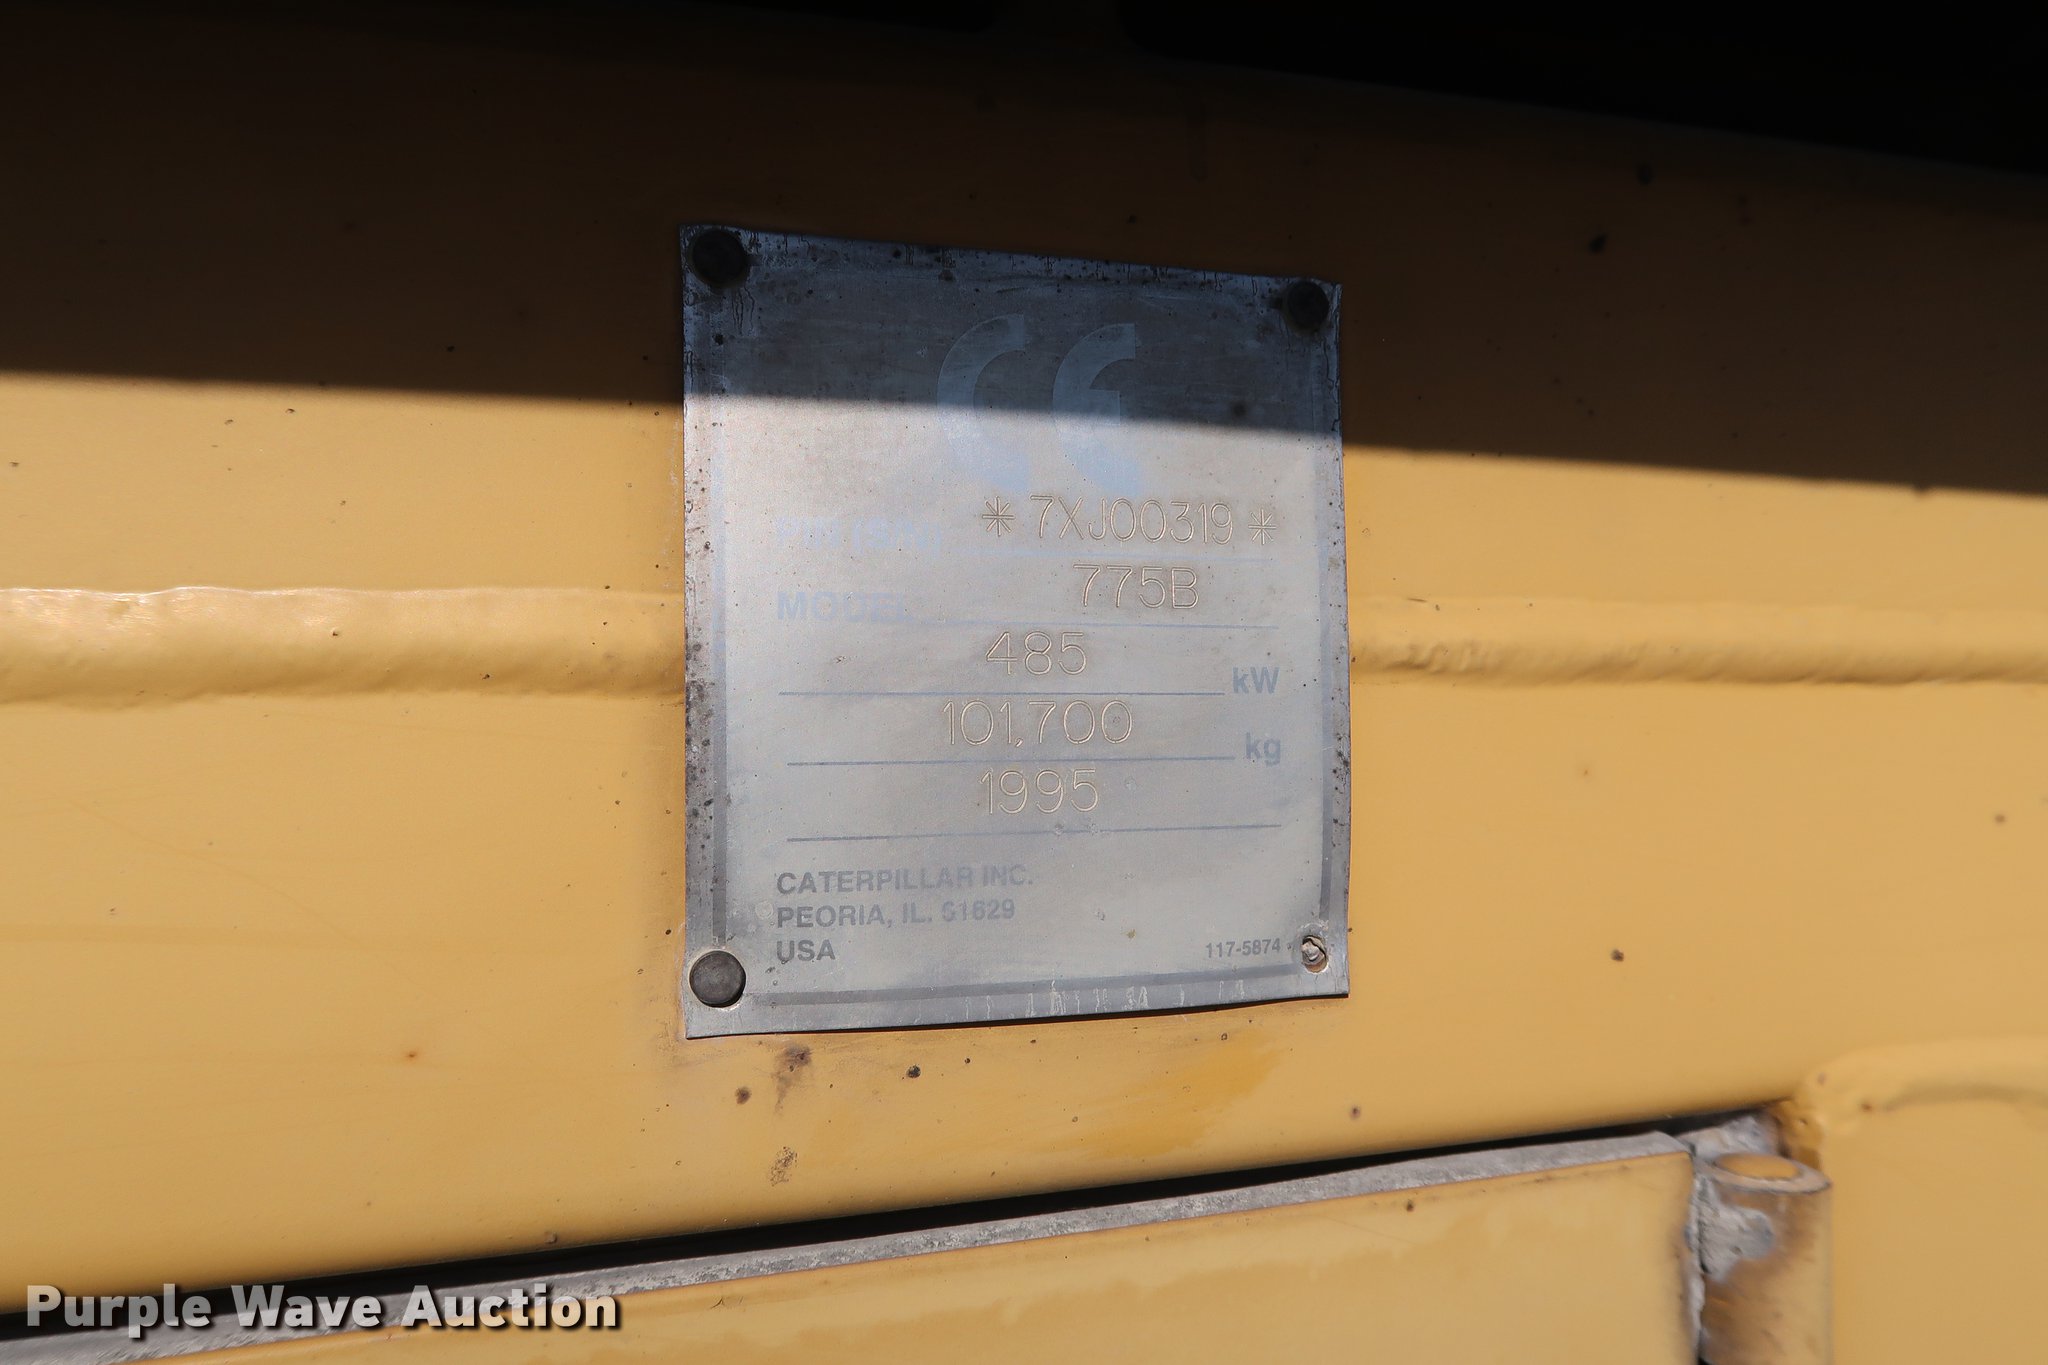 CE
* 7XJ00319 *
MODEL 775B
485 kW
101,700 kg
1995
CATERPILLAR INC.
PEORIA, IL. 61629
USA
117-5874
Purple Wave Auction